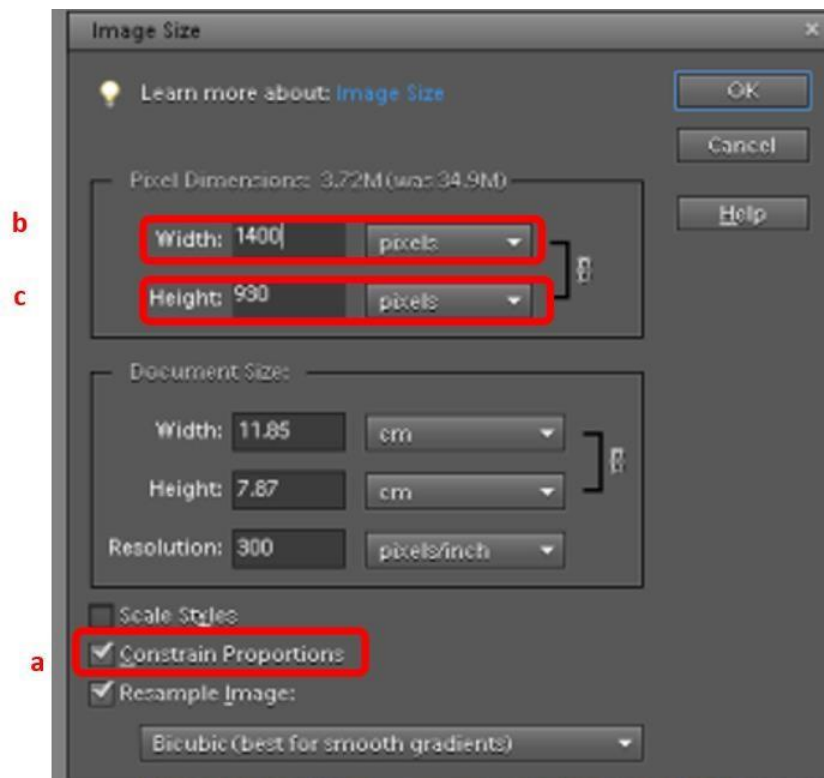 Image Size
Learn more about: Image Size
OK
Cancel
Help
Pixel Dimensions: 3.72M (was 34.9M)
b
Width: 1400 pixels
c
Height: 930 pixels
Document Size:
Width: 11.85 cm
Height: 7.87 cm
Resolution: 300 pixels/inch
Scale Styles
a
Constrain Proportions
Resample Image:
Bicubic (best for smooth gradients)